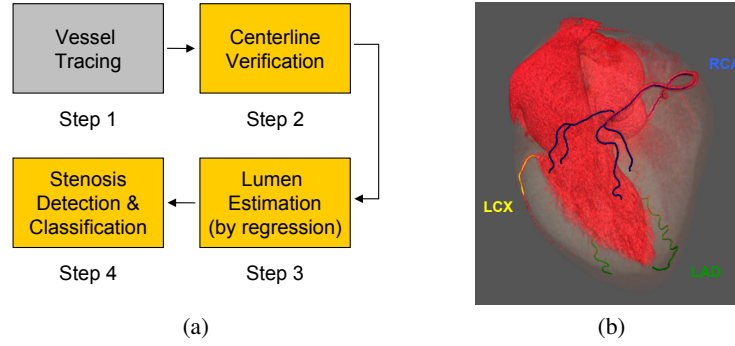 Vessel
Tracing
Centerline
Verification
Step 1
Step 2
Stenosis
Detection &
Classification
Lumen
Estimation
(by regression)
Step 4
Step 3
(a)
RCA
LCX
LAD
(b)